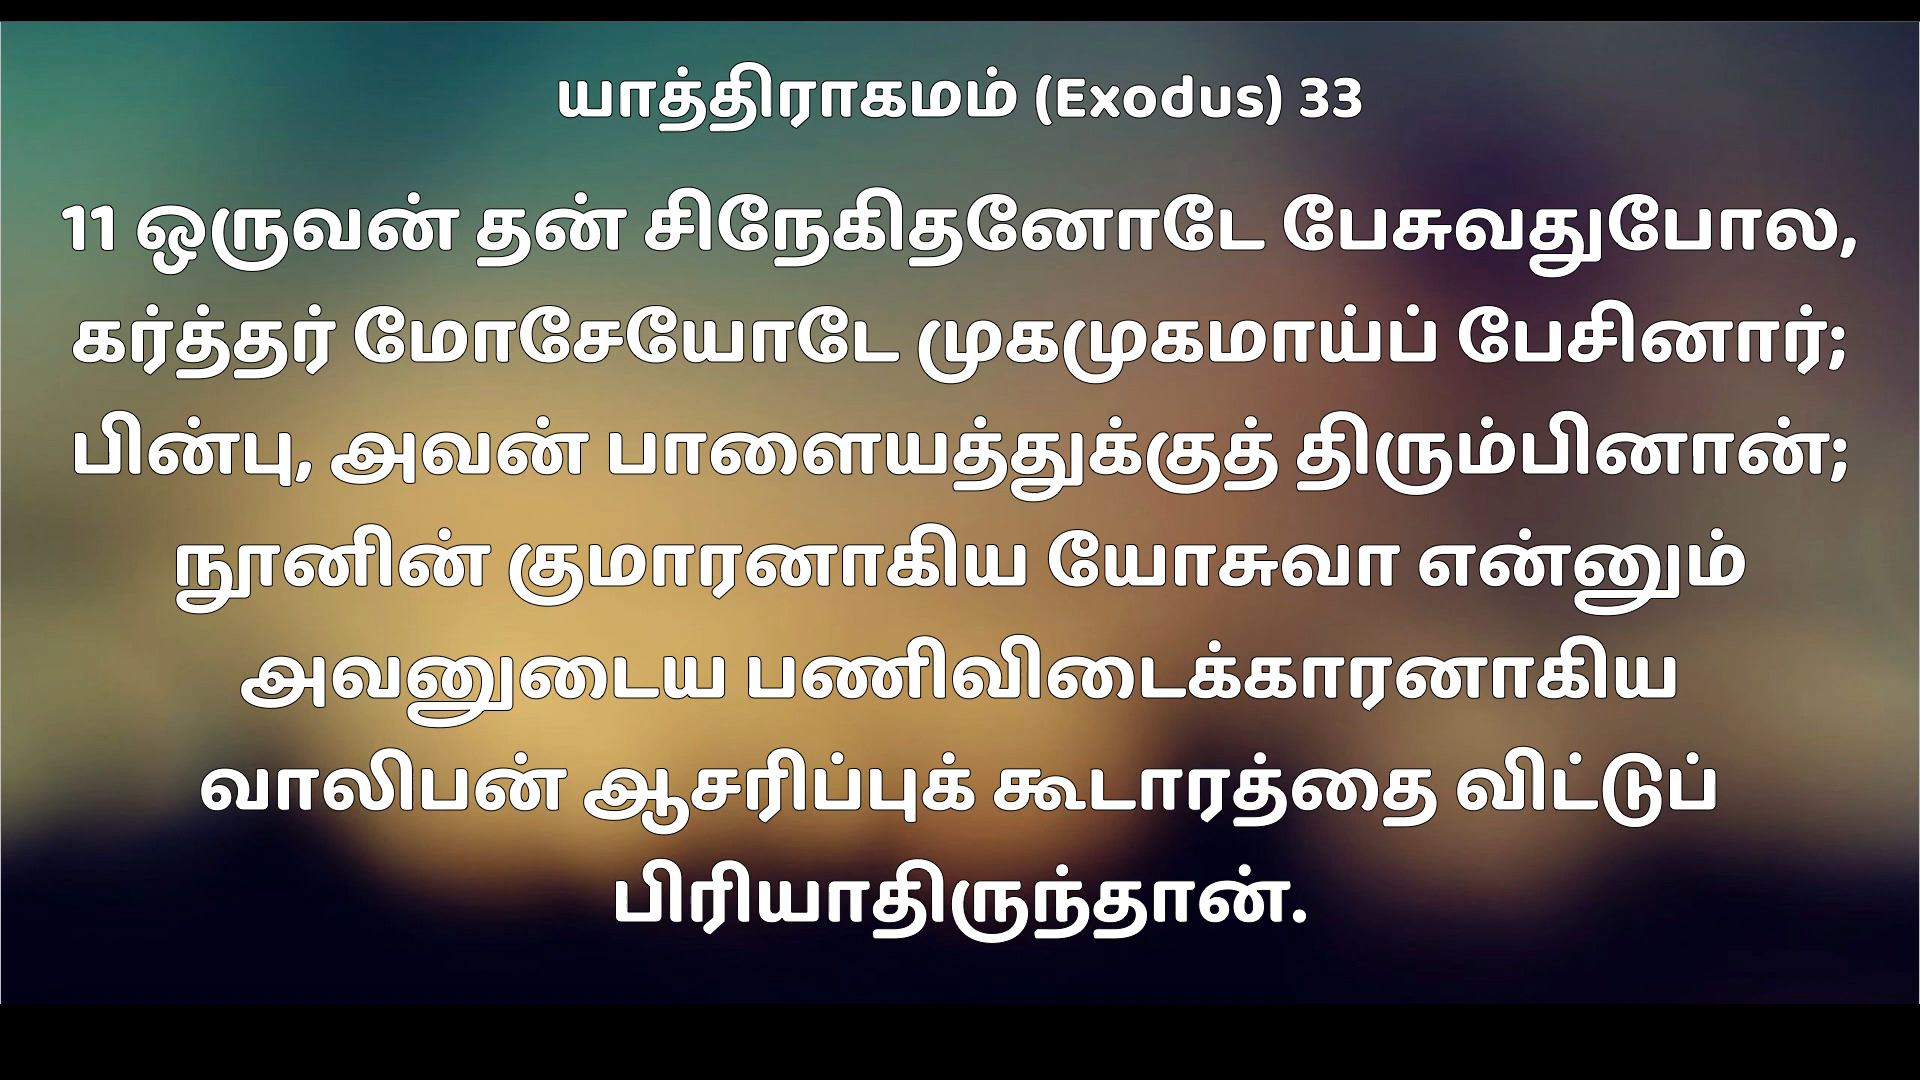 யாத்திராகமம் (Exodus) 33
11 ஒருவன் தன் சிநேகிதனோடே பேசுவதுபோல,
கர்த்தர் மோசேயோடே முகமுகமாய்ப் பேசினார்;
பின்பு, அவன் பாளையத்துக்குத் திரும்பினான்;
நூனின் குமாரனாகிய யோசுவா என்னும்
அவனுடைய பணிவிடைக்காரனாகிய
வாலிபன் ஆசரிப்புக் கூடாரத்தை விட்டுப்
பிரியாதிருந்தான்.